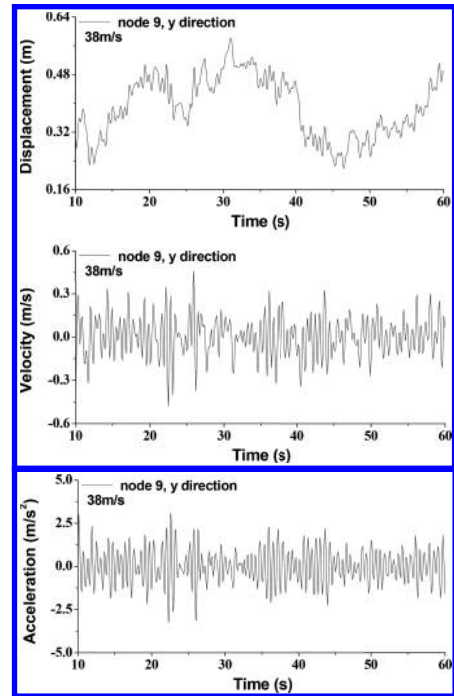 0.64
node 9, y direction
38m/s
0.48
0.32
0.16
Displacement (m)
10 20 30 40 50 60
Time (s)
0.6
node 9, y direction
38m/s
0.3
0.0
-0.3
-0.6
Velocity (m/s)
10 20 30 40 50 60
Time (s)
5.0
node 9, y direction
38m/s
2.5
0.0
-2.5
-5.0
Acceleration (m/s²)
10 20 30 40 50 60
Time (s)